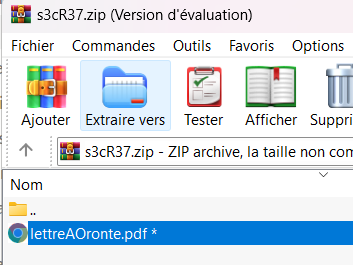 s3cR37.zip (Version d'évaluation)
Fichier Commandes Outils Favoris Options
Ajouter Extraire vers Tester Afficher Suppri
s3cR37.zip - ZIP archive, la taille non com
Nom
..
lettreAOronte.pdf *